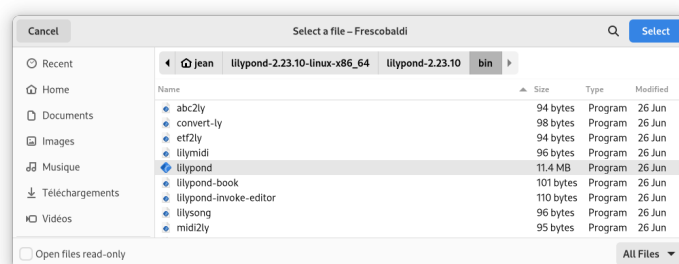 Cancel Select a file – Frescobaldi Select
Recent
Home
Documents
Images
Musique
Téléchargements
Vidéos
jean lilypond-2.23.10-linux-x86_64 lilypond-2.23.10 bin
Name Size Type Modified
abc2ly 94 bytes Program 26 Jun
convert-ly 98 bytes Program 26 Jun
etf2ly 94 bytes Program 26 Jun
lilymidi 96 bytes Program 26 Jun
lilypond 11.4 MB Program 26 Jun
lilypond-book 101 bytes Program 26 Jun
lilypond-invoke-editor 110 bytes Program 26 Jun
lilysong 96 bytes Program 26 Jun
midi2ly 95 bytes Program 26 Jun
Open files read-only All Files